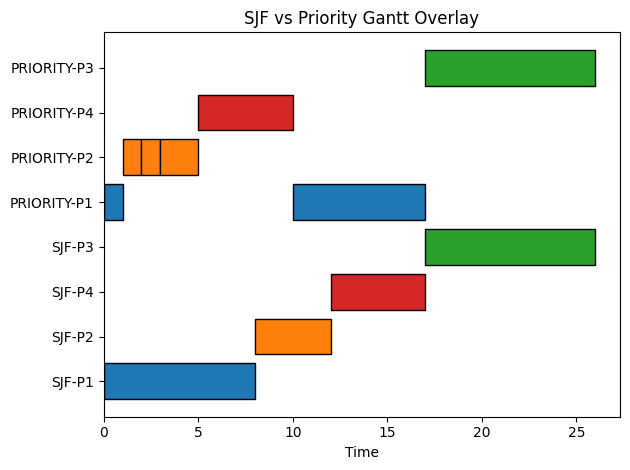 SJF vs Priority Gantt Overlay
PRIORITY-P3
PRIORITY-P4
PRIORITY-P2
PRIORITY-P1
SJF-P3
SJF-P4
SJF-P2
SJF-P1
0 5 10 15 20 25
Time